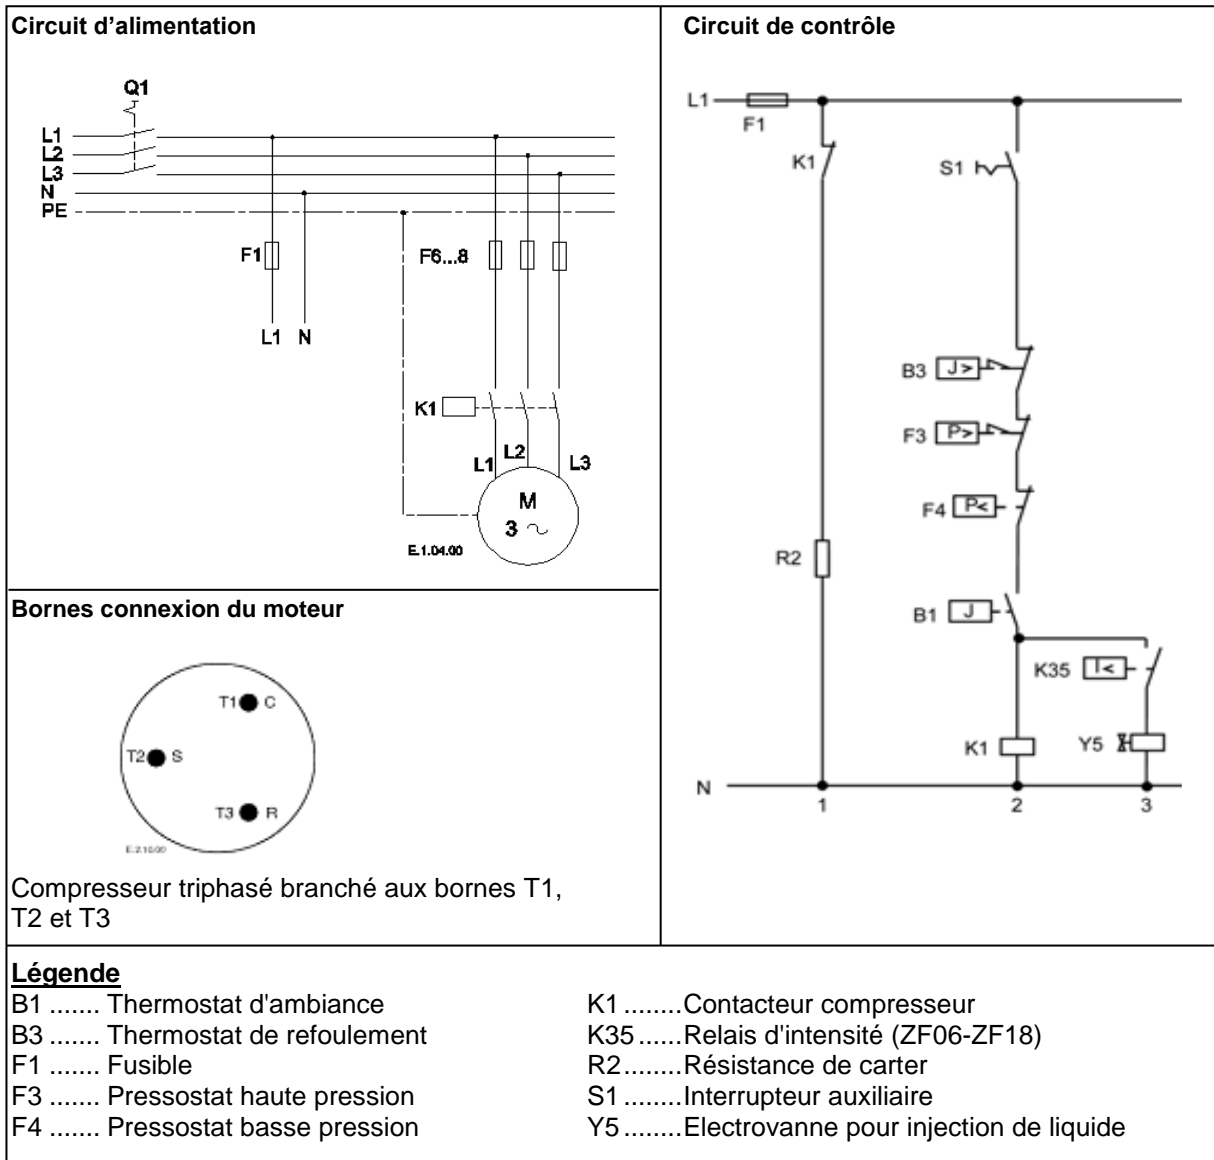 Circuit d’alimentation
Q1
L1
L2
L3
N
PE
F1
F6...8
L1 N
K1
L1
L2
L3
M
3 ~
E.1.04.00
Circuit de contrôle
L1
F1
K1
S1
B3
J>
F3
P>
F4
P<
R2
B1
J
K35
I<
K1
Y5
N
1
2
3
Bornes connexion du moteur
T1 C
T2 S
T3 R
E.2.10.00
Compresseur triphasé branché aux bornes T1,
T2 et T3
Légende
B1 ....... Thermostat d'ambiance
B3 ....... Thermostat de refoulement
F1 ....... Fusible
F3 ....... Pressostat haute pression
F4 ....... Pressostat basse pression
K1 ........Contacteur compresseur
K35 ......Relais d'intensité (ZF06-ZF18)
R2 ........Résistance de carter
S1 ........Interrupteur auxiliaire
Y5 ........Electrovanne pour injection de liquide